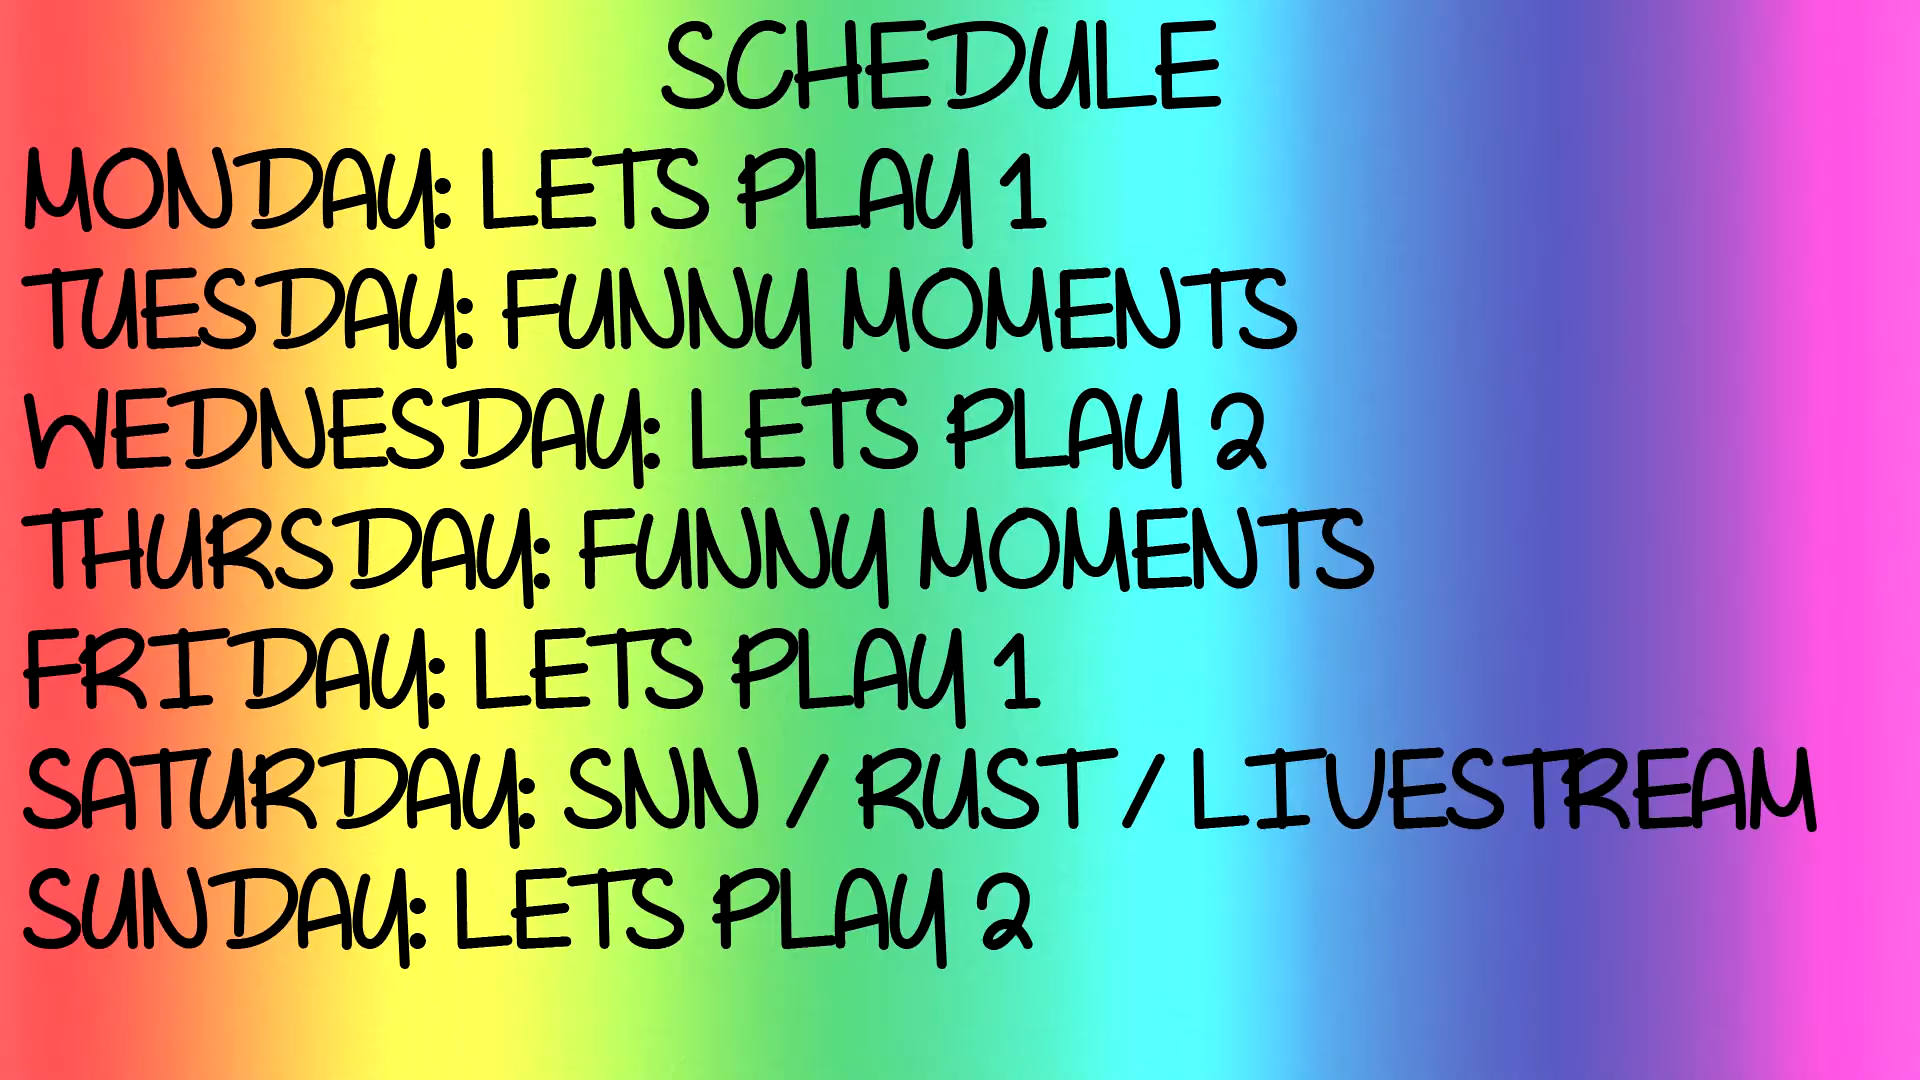 SCHEDULE
MONDAY: LETS PLAY 1
TUESDAY: FUNNY MOMENTS
WEDNESDAY: LETS PLAY 2
THURSDAY: FUNNY MOMENTS
FRIDAY: LETS PLAY 1
SATURDAY: SNN / RUST / LIVESTREAM
SUNDAY: LETS PLAY 2